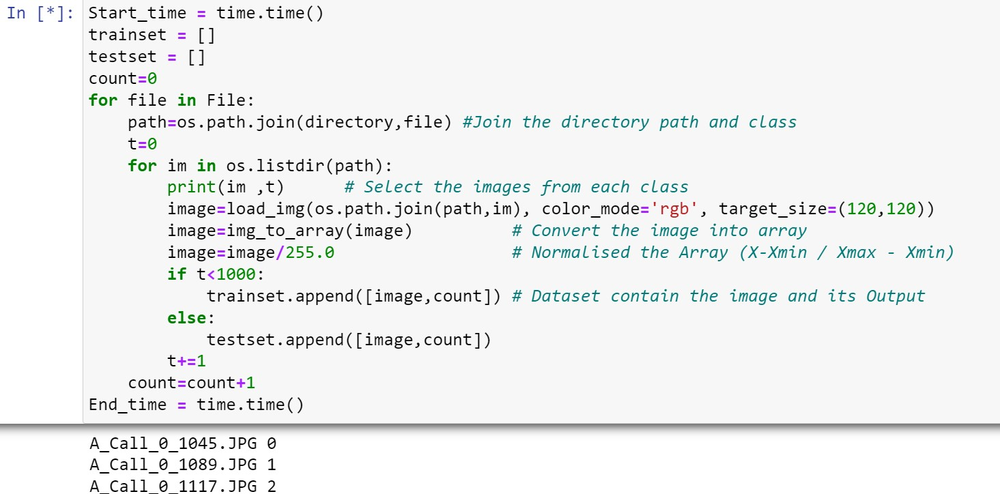 In [*]: Start_time = time.time()
trainset = []
testset = []
count=0
for file in File:
    path=os.path.join(directory,file) #Join the directory path and class
    t=0
    for im in os.listdir(path):
        print(im ,t)      # Select the images from each class
        image=load_img(os.path.join(path,im), color_mode='rgb', target_size=(120,120))
        image=img_to_array(image)          # Convert the image into array
        image=image/255.0                  # Normalised the Array (X-Xmin / Xmax - Xmin)
        if t<1000:
            trainset.append([image,count]) # Dataset contain the image and its Output
        else:
            testset.append([image,count])
        t+=1
    count=count+1
End_time = time.time()
A_Call_0_1045.JPG 0
A_Call_0_1089.JPG 1
A_Call_0_1117.JPG 2